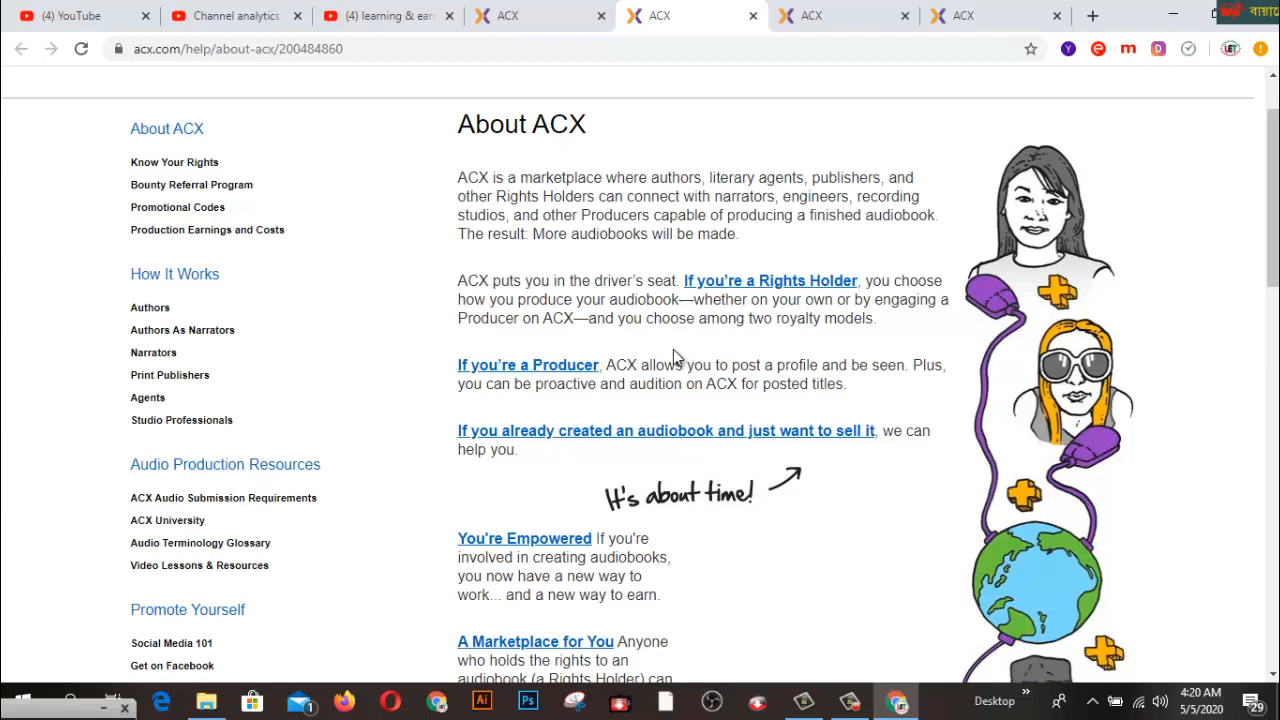 (4) YouTube
Channel analytics
(4) learning & ear
ACX
ACX
ACX
ACX
acx.com/help/about-acx/200484860
About ACX
Know Your Rights
Bounty Referral Program
Promotional Codes
Production Earnings and Costs
How It Works
Authors
Authors As Narrators
Narrators
Print Publishers
Agents
Studio Professionals
Audio Production Resources
ACX Audio Submission Requirements
ACX University
Audio Terminology Glossary
Video Lessons & Resources
Promote Yourself
Social Media 101
Get on Facebook
About ACX
ACX is a marketplace where authors, literary agents, publishers, and
other Rights Holders can connect with narrators, engineers, recording
studios, and other Producers capable of producing a finished audiobook.
The result: More audiobooks will be made.
ACX puts you in the driver's seat. If you're a Rights Holder, you choose
how you produce your audiobook—whether on your own or by engaging a
Producer on ACX—and you choose among two royalty models.
If you're a Producer, ACX allows you to post a profile and be seen. Plus,
you can be proactive and audition on ACX for posted titles.
If you already created an audiobook and just want to sell it, we can
help you.
It's about time!
You're Empowered If you're
involved in creating audiobooks,
you now have a new way to
work... and a new way to earn.
A Marketplace for You Anyone
who holds the rights to an
audiobook (a Rights Holder) can
Desktop
4:20 AM
5/5/2020
29